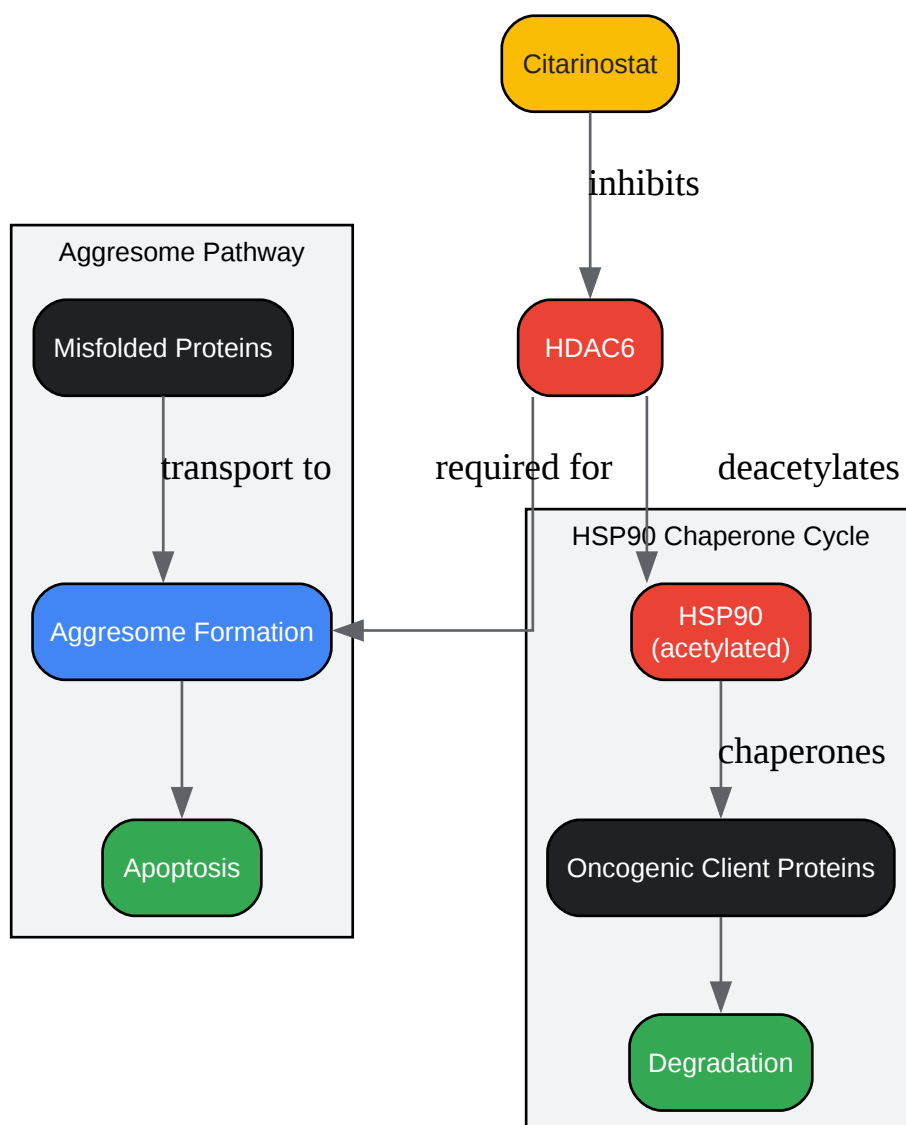 Citarinostat
inhibits
Aggresome Pathway
Misfolded Proteins
HDAC6
transport to
required for
deacetylates
HSP90 Chaperone Cycle
Aggresome Formation
HSP90
(acetylated)
chaperones
Apoptosis
Oncogenic Client Proteins
Degradation